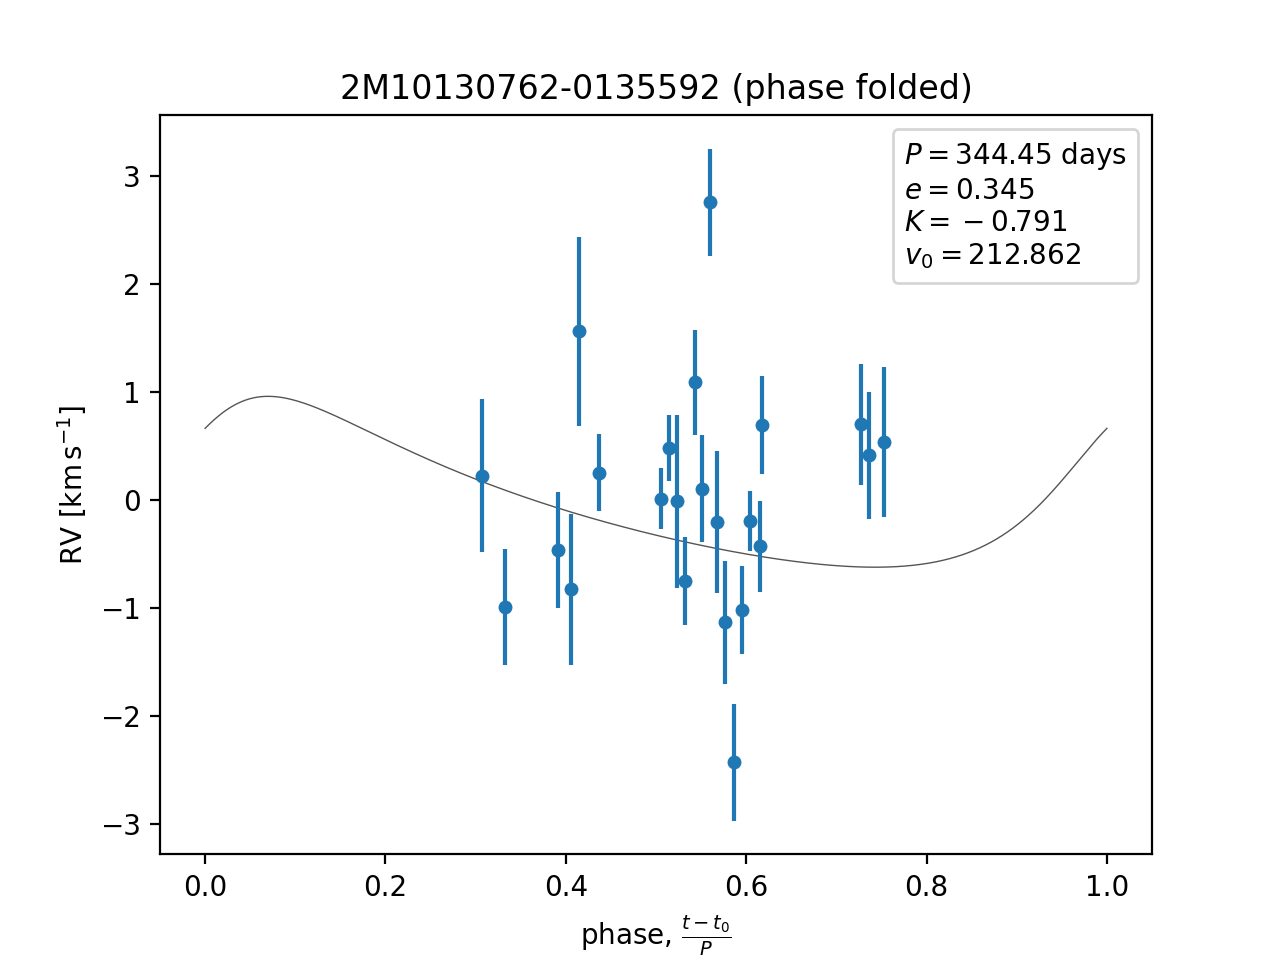 2M10130762-0135592 (phase folded)
P = 344.45 days
e = 0.345
K = −0.791
v₀ = 212.862
3
2
1
0
−1
−2
−3
RV [km s⁻¹]
0.0 0.2 0.4 0.6 0.8 1.0
phase, (t − t₀)/P